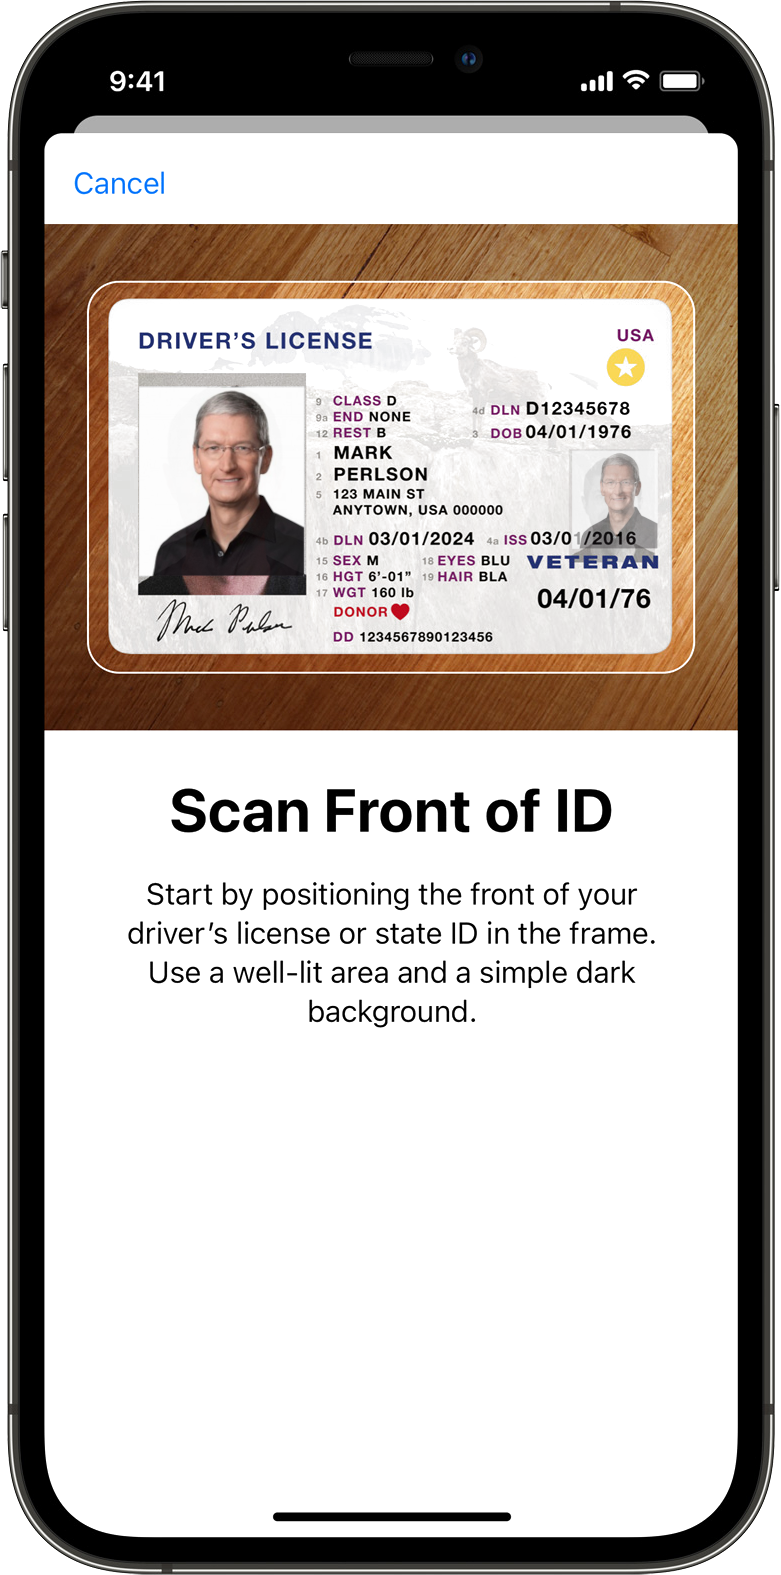 9:41
Cancel
DRIVER’S LICENSE
USA
9 CLASS D
9a END NONE
4d DLN D12345678
12 REST B
3 DOB 04/01/1976
1 MARK
2 PERLSON
5 123 MAIN ST
ANYTOWN, USA 000000
4b DLN 03/01/2024 4a ISS 03/01/2016
15 SEX M 18 EYES BLU VETERAN
16 HGT 6’-01” 19 HAIR BLA
17 WGT 160 lb
04/01/76
DONOR
Mark Perlson
DD 1234567890123456
Scan Front of ID
Start by positioning the front of your
driver’s license or state ID in the frame.
Use a well-lit area and a simple dark
background.